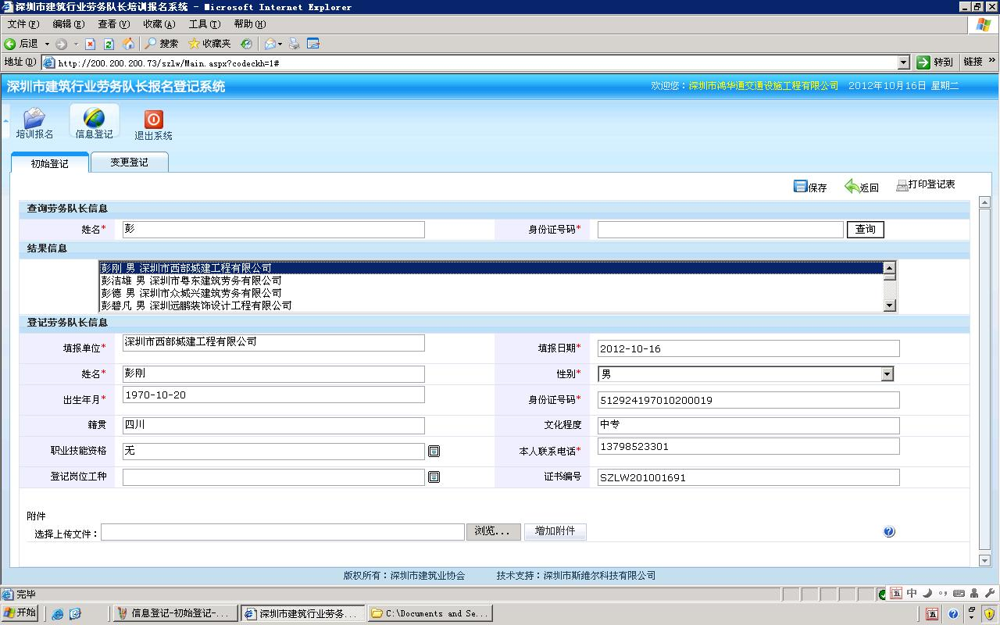 深圳市建筑行业劳务队长培训报名系统 - Microsoft Internet Explorer
文件(F) 编辑(E) 查看(V) 收藏(A) 工具(T) 帮助(H)
后退 搜索 收藏夹
地址(D) http://200.200.200.73/szlw/Main.aspx?codeckh=1# 转到 链接 »
深圳市建筑行业劳务队长报名登记系统 欢迎您：深圳市鸿华通交通设施工程有限公司 2012年10月16日 星期二
培训报名 信息登记 退出系统
初始登记 变更登记
保存 返回 打印登记表
查询劳务队长信息
姓名* 彭 身份证号码* 查询
结果信息
彭刚 男 深圳市西部城建工程有限公司
彭洁雄 男 深圳市粤东建筑劳务有限公司
彭德 男 深圳市众城兴建筑劳务有限公司
彭碧凡 男 深圳远鹏装饰设计工程有限公司
登记劳务队长信息
填报单位* 深圳市西部城建工程有限公司 填报日期* 2012-10-16
姓名* 彭刚 性别* 男
出生年月* 1970-10-20 身份证号码* 512924197010200019
籍贯 四川 文化程度 中专
职业技能资格 无 本人联系电话* 13798523301
登记岗位工种 证书编号 SZLW201001691
附件
选择上传文件： 浏览... 增加附件
版权所有：深圳市建筑业协会 技术支持：深圳市斯维尔科技有限公司
完毕 五 中
开始 信息登记-初始登记-... 深圳市建筑行业劳务... C:\Documents and Se... 五